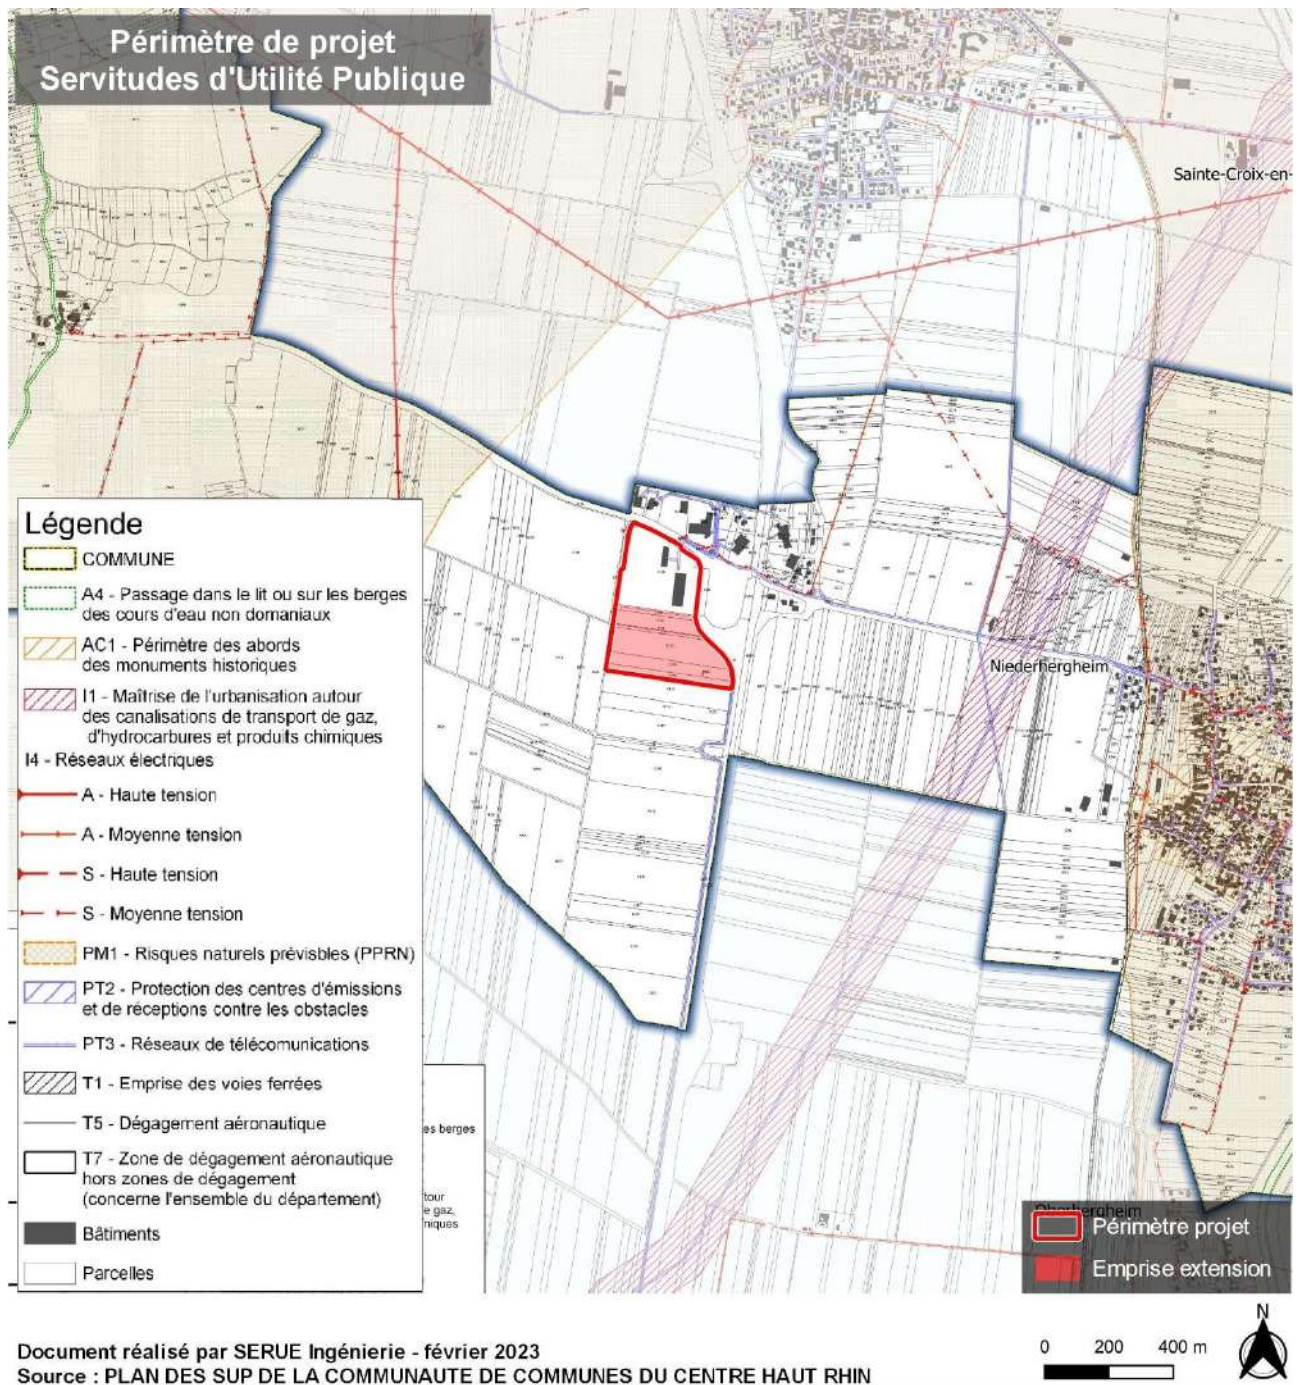 Périmètre de projet
Servitudes d'Utilité Publique
Sainte-Croix-en-
Niederhergheim
Légende
COMMUNE
A4 - Passage dans le lit ou sur les berges
des cours d'eau non domaniaux
AC1 - Périmètre des abords
des monuments historiques
I1 - Maîtrise de l'urbanisation autour
des canalisations de transport de gaz,
d'hydrocarbures et produits chimiques
I4 - Réseaux électriques
A - Haute tension
A - Moyenne tension
S - Haute tension
S - Moyenne tension
PM1 - Risques naturels prévisibles (PPRN)
PT2 - Protection des centres d'émissions
et de réceptions contre les obstacles
PT3 - Réseaux de télécomunications
T1 - Emprise des voies ferrées
T5 - Dégagement aéronautique
T7 - Zone de dégagement aéronautique
hors zones de dégagement
(concerne l'ensemble du département)
Bâtiments
Parcelles
es berges
tour
e gaz,
niques
Oberhergheim
Périmètre projet
Emprise extension
N
0 200 400 m
Document réalisé par SERUE Ingénierie - février 2023
Source : PLAN DES SUP DE LA COMMUNAUTE DE COMMUNES DU CENTRE HAUT RHIN